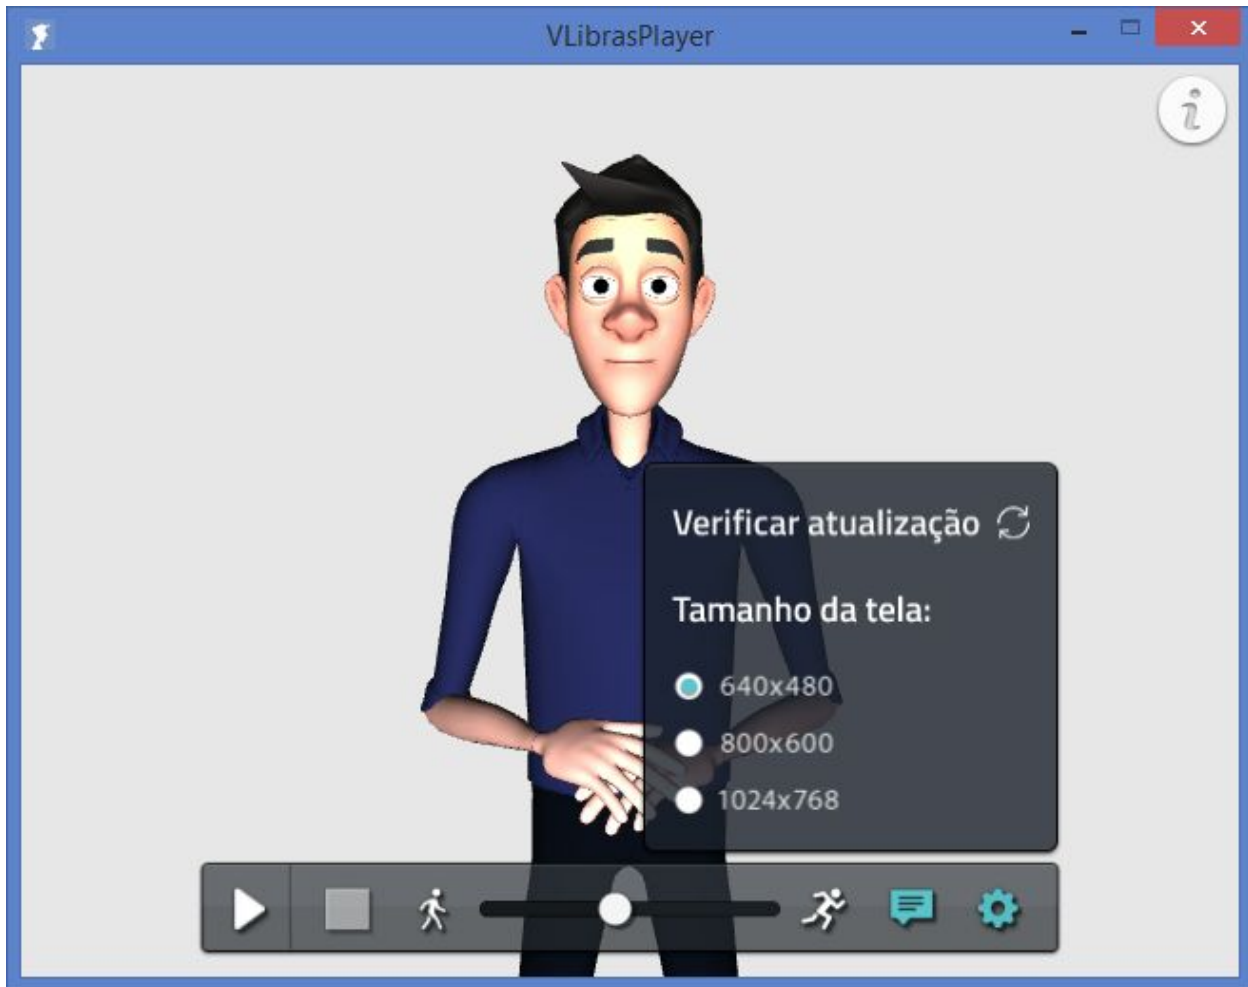 VLibrasPlayer
Verificar atualização
Tamanho da tela:
640x480
800x600
1024x768